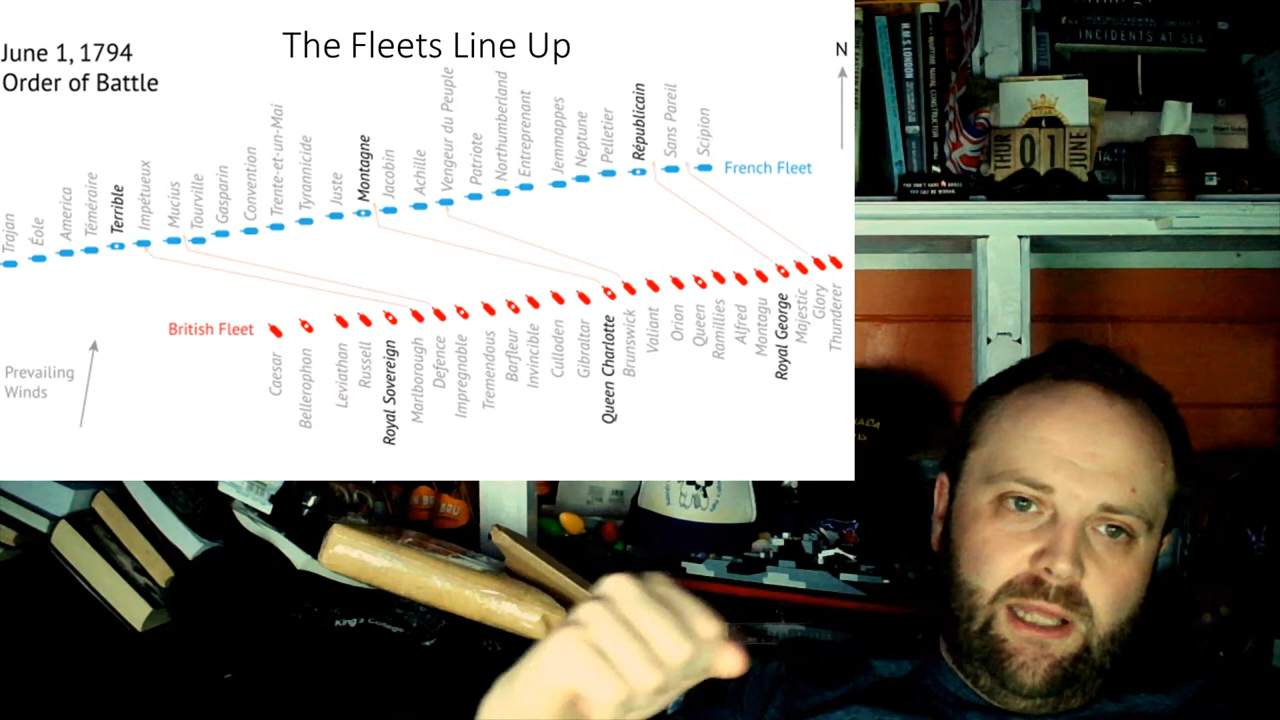 The Fleets Line Up
June 1, 1794
Order of Battle
N
Trajan
Éole
America
Téméraire
Terrible
Impétueux
Mucius
Tourville
Gasparin
Convention
Trente-et-un-Mai
Tyrannicide
Juste
Montagne
Jacobin
Achille
Vengeur du Peuple
Patriote
Northumberland
Entreprenant
Jemmappes
Neptune
Pelletier
Républicain
Sans Pareil
Scipion
French Fleet
British Fleet
Caesar
Bellerophon
Leviathan
Russell
Royal Sovereign
Marlborough
Defence
Impregnable
Tremendous
Barfleur
Invincible
Culloden
Gibraltar
Queen Charlotte
Brunswick
Valiant
Orion
Queen
Ramillies
Alfred
Montagu
Royal George
Majestic
Glory
Thunderer
Prevailing
Winds
INCIDENTS AT SEA
H.M.S. LONDON
THUR
01
JUNE
BRU
King's College